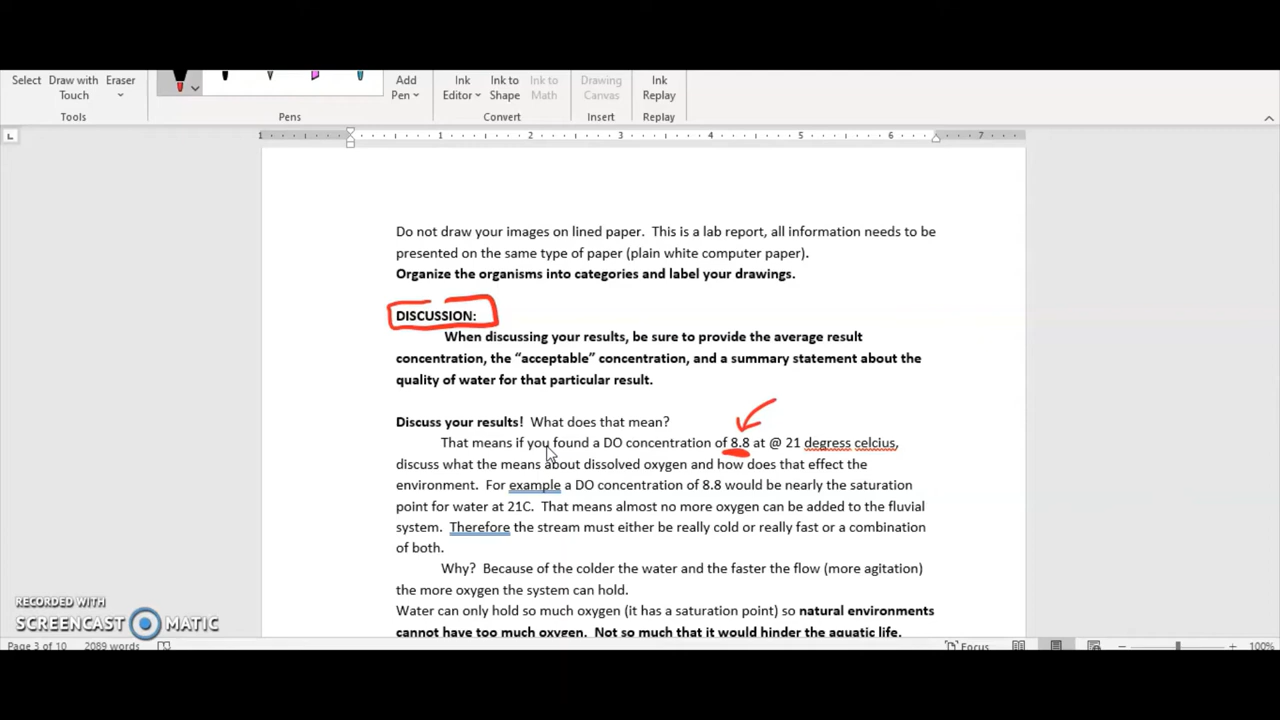 Select
Draw with Touch
Eraser
Add Pen
Ink Editor
Ink to Shape
Ink to Math
Drawing Canvas
Ink Replay
Tools
Pens
Convert
Insert
Replay
1 1 2 3 4 5 6 7
Do not draw your images on lined paper. This is a lab report, all information needs to be
presented on the same type of paper (plain white computer paper).
Organize the organisms into categories and label your drawings.
DISCUSSION:
When discussing your results, be sure to provide the average result
concentration, the “acceptable” concentration, and a summary statement about the
quality of water for that particular result.
Discuss your results! What does that mean?
That means if you found a DO concentration of 8.8 at @ 21 degress celcius,
discuss what the means about dissolved oxygen and how does that effect the
environment. For example a DO concentration of 8.8 would be nearly the saturation
point for water at 21C. That means almost no more oxygen can be added to the fluvial
system. Therefore the stream must either be really cold or really fast or a combination
of both.
Why? Because of the colder the water and the faster the flow (more agitation)
the more oxygen the system can hold.
Water can only hold so much oxygen (it has a saturation point) so natural environments
cannot have too much oxygen. Not so much that it would hinder the aquatic life.
RECORDED WITH
SCREENCAST MATIC
Page 3 of 10 2089 words
Focus
100%